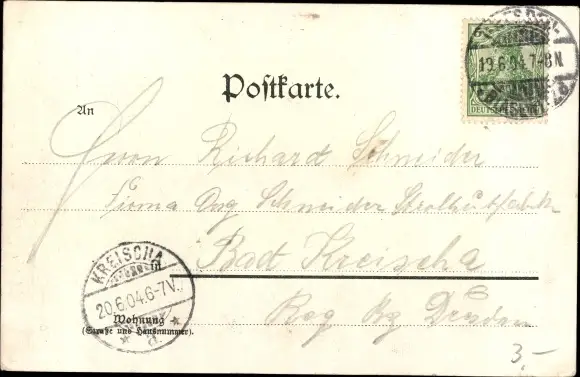 Postkarte.
19.6.04.7-8N.
An
Herrn Richard Schneider
Firma Aug Schneider Strohhutfabrik
KREISCHA
in
Bad Kreischa
20.6.04.6-7V.
Wohnung
(Straße und Hausnummer).
Dresden
3,-